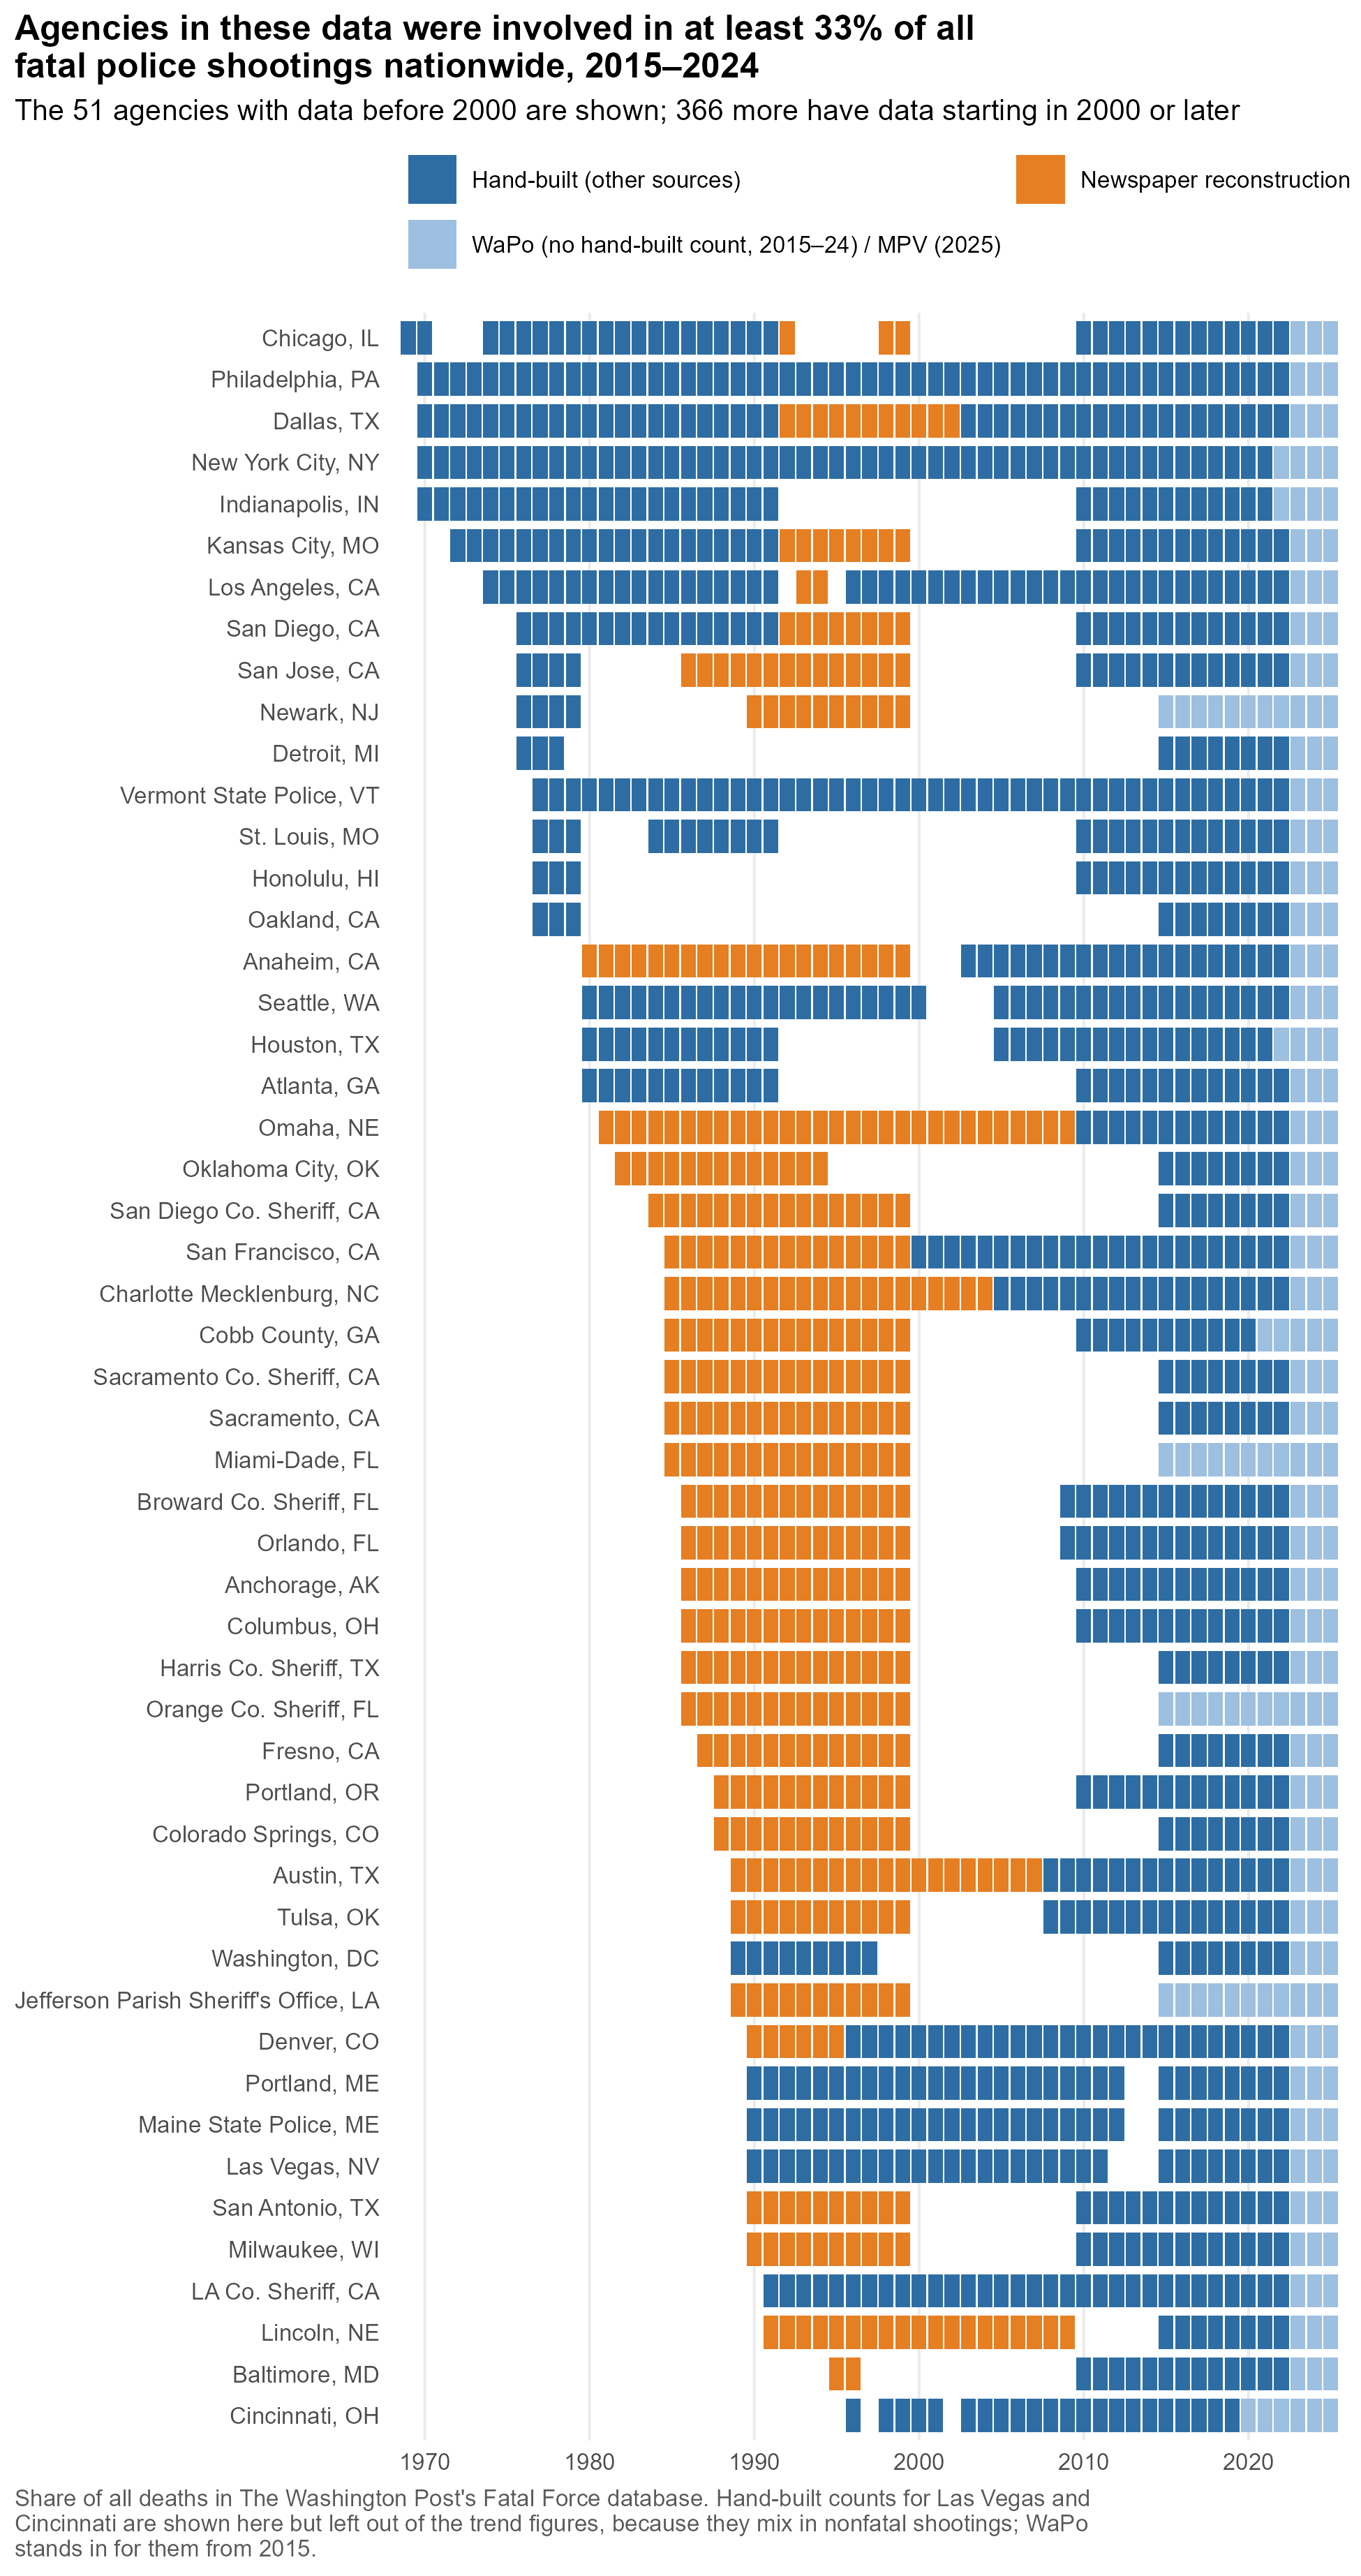 Agencies in these data were involved in at least 33% of all
fatal police shootings nationwide, 2015–2024
The 51 agencies with data before 2000 are shown; 366 more have data starting in 2000 or later
Hand-built (other sources)
Newspaper reconstruction
WaPo (no hand-built count, 2015–24) / MPV (2025)
Chicago, IL
Philadelphia, PA
Dallas, TX
New York City, NY
Indianapolis, IN
Kansas City, MO
Los Angeles, CA
San Diego, CA
San Jose, CA
Newark, NJ
Detroit, MI
Vermont State Police, VT
St. Louis, MO
Honolulu, HI
Oakland, CA
Anaheim, CA
Seattle, WA
Houston, TX
Atlanta, GA
Omaha, NE
Oklahoma City, OK
San Diego Co. Sheriff, CA
San Francisco, CA
Charlotte Mecklenburg, NC
Cobb County, GA
Sacramento Co. Sheriff, CA
Sacramento, CA
Miami-Dade, FL
Broward Co. Sheriff, FL
Orlando, FL
Anchorage, AK
Columbus, OH
Harris Co. Sheriff, TX
Orange Co. Sheriff, FL
Fresno, CA
Portland, OR
Colorado Springs, CO
Austin, TX
Tulsa, OK
Washington, DC
Jefferson Parish Sheriff's Office, LA
Denver, CO
Portland, ME
Maine State Police, ME
Las Vegas, NV
San Antonio, TX
Milwaukee, WI
LA Co. Sheriff, CA
Lincoln, NE
Baltimore, MD
Cincinnati, OH
1970 1980 1990 2000 2010 2020
Share of all deaths in The Washington Post's Fatal Force database. Hand-built counts for Las Vegas and
Cincinnati are shown here but left out of the trend figures, because they mix in nonfatal shootings; WaPo
stands in for them from 2015.